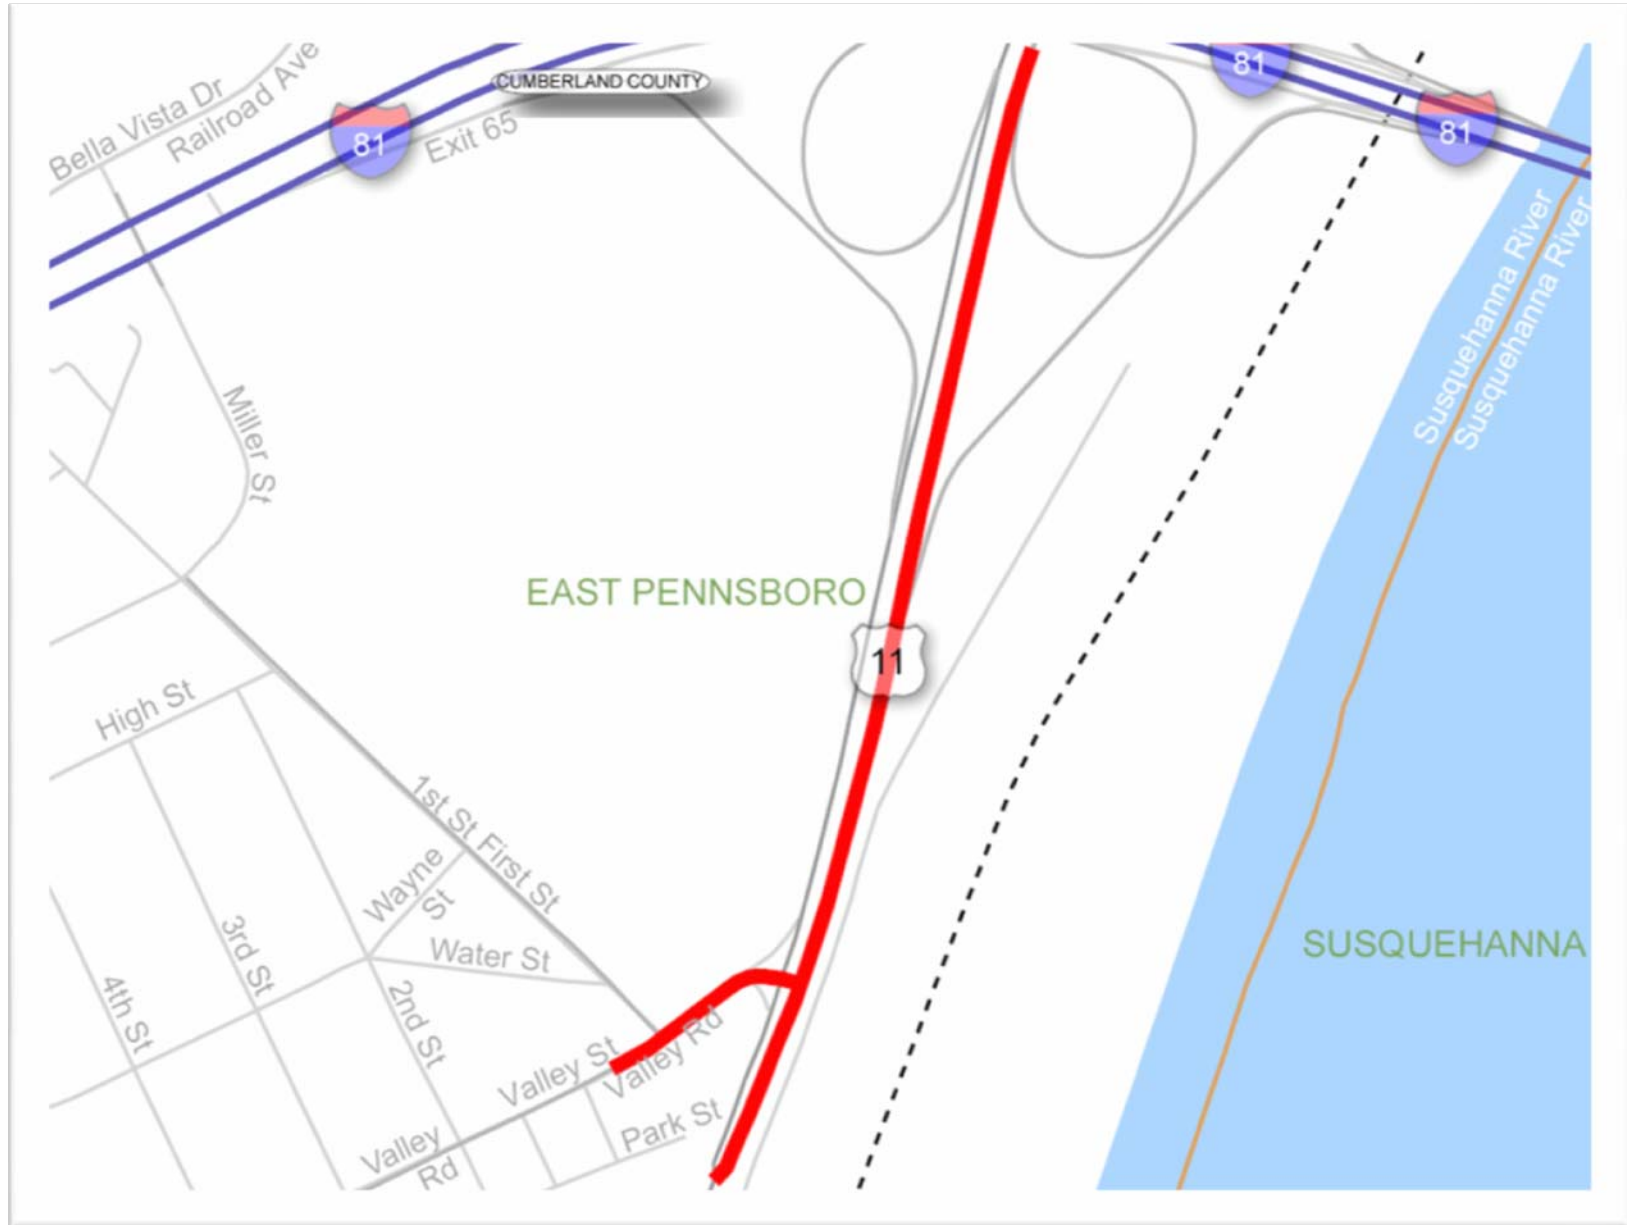 CUMBERLAND COUNTY
81
81
81
Bella Vista Dr
Railroad Ave
Exit 65
Susquehanna River
Susquehanna River
Miller St
EAST PENNSBORO
11
High St
1st St
First St
Wayne
St
3rd St
Water St
SUSQUEHANNA
4th St
2nd St
Valley St
Valley Rd
Park St
Valley
Rd